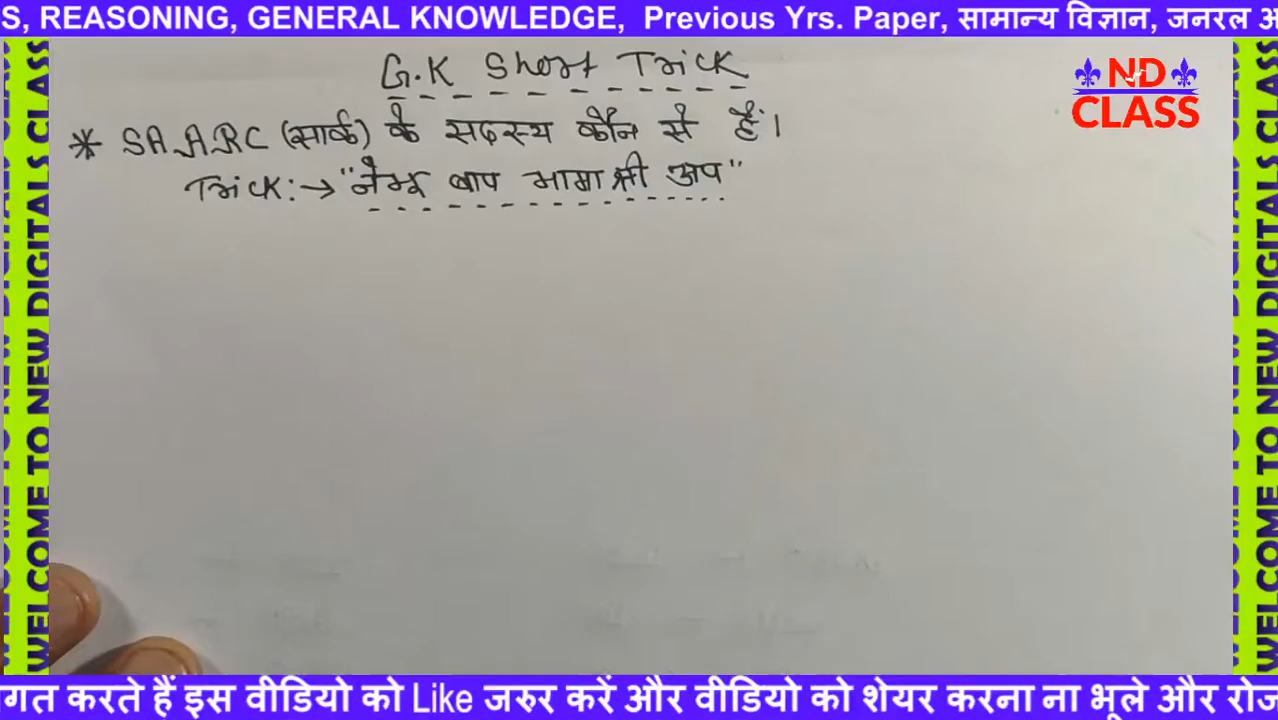 S, REASONING, GENERAL KNOWLEDGE, Previous Yrs. Paper, सामान्य विज्ञान, जनरल अ
ND
CLASS
G.K Short Trick
* SAARC (सार्क) के सदस्य कौन से हैं।
Trick:→ "नेभू बाप मामा श्री अप"
WELCOME TO NEW DIGITALS CLASS
WELCOME TO NEW DIGITALS CLASS
गत करते हैं इस वीडियो को Like जरुर करें और वीडियो को शेयर करना ना भूले और रोज